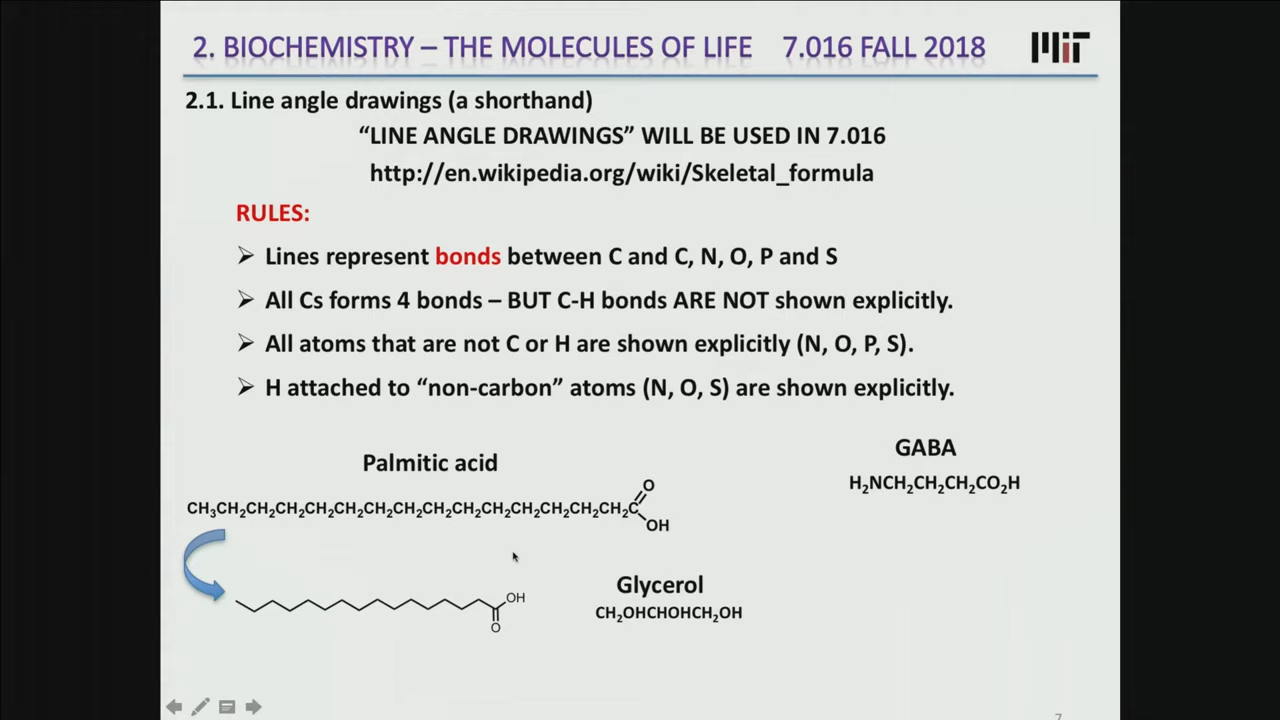 2. BIOCHEMISTRY – THE MOLECULES OF LIFE 7.016 FALL 2018
MIT
2.1. Line angle drawings (a shorthand)
“LINE ANGLE DRAWINGS” WILL BE USED IN 7.016
http://en.wikipedia.org/wiki/Skeletal_formula
RULES:
➢ Lines represent bonds between C and C, N, O, P and S
➢ All Cs forms 4 bonds – BUT C-H bonds ARE NOT shown explicitly.
➢ All atoms that are not C or H are shown explicitly (N, O, P, S).
➢ H attached to “non-carbon” atoms (N, O, S) are shown explicitly.
GABA
H₂NCH₂CH₂CH₂CO₂H
Palmitic acid
O
CH₃CH₂CH₂CH₂CH₂CH₂CH₂CH₂CH₂CH₂CH₂CH₂CH₂CH₂CH₂C
OH
Glycerol
CH₂OHCHOHCH₂OH
OH
O
7